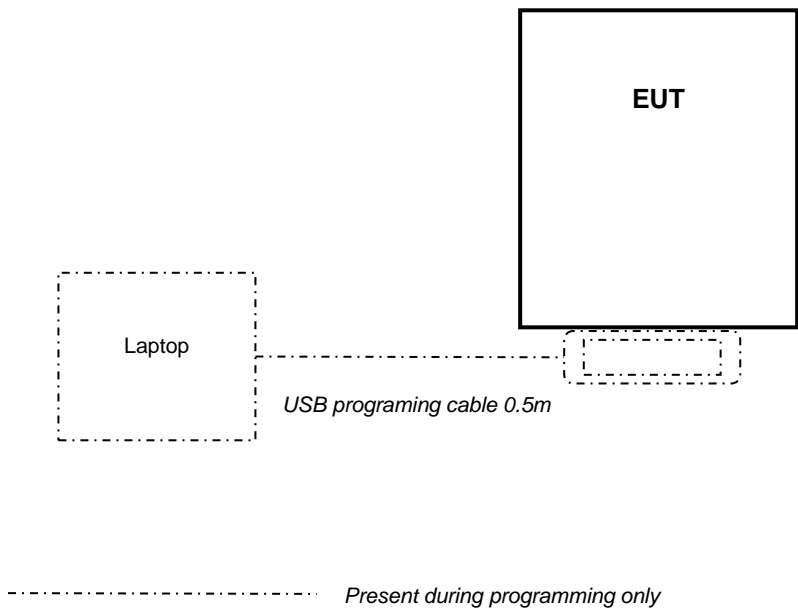 EUT
Laptop
USB programing cable 0.5m
Present during programming only